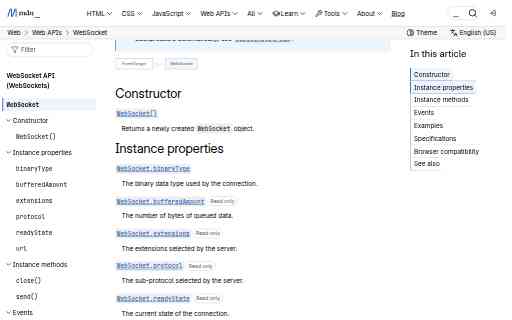 mdn_
HTML CSS JavaScript Web APIs All Learn Tools About Blog
Web Web APIs WebSocket
Theme English (US)
Filter
WebSocket API
(WebSockets)
WebSocket
Constructor
WebSocket()
Instance properties
binaryType
bufferedAmount
extensions
protocol
readyState
url
Instance methods
close()
send()
Events
EventTarget WebSocket
Constructor
WebSocket()
Returns a newly created WebSocket object.
Instance properties
WebSocket.binaryType
The binary data type used by the connection.
WebSocket.bufferedAmount Read only
The number of bytes of queued data.
WebSocket.extensions Read only
The extensions selected by the server.
WebSocket.protocol Read only
The sub-protocol selected by the server.
WebSocket.readyState Read only
The current state of the connection.
In this article
Constructor
Instance properties
Instance methods
Events
Examples
Specifications
Browser compatibility
See also